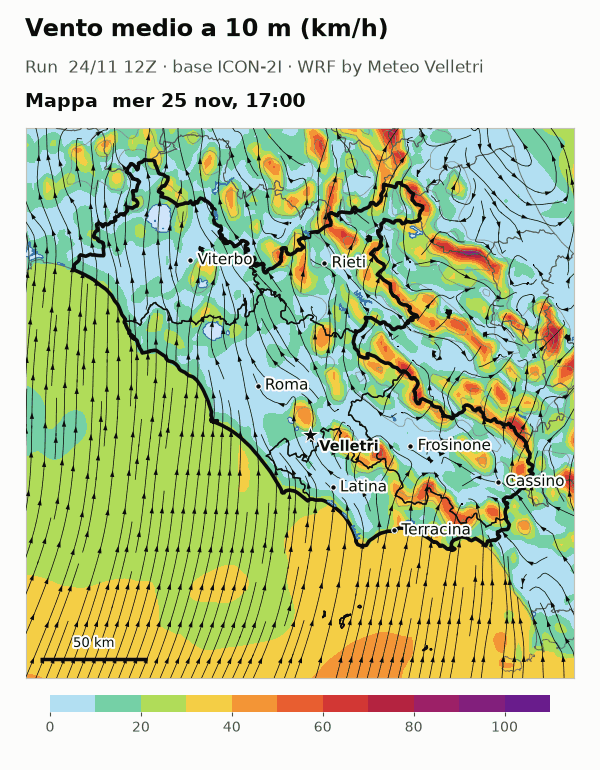 Vento medio a 10 m (km/h)
Run  24/11 12Z · base ICON-2I · WRF by Meteo Velletri
Mappa  mer 25 nov, 17:00
Viterbo
Rieti
Roma
Velletri
Frosinone
Latina
Cassino
Terracina
50 km
0 20 40 60 80 100